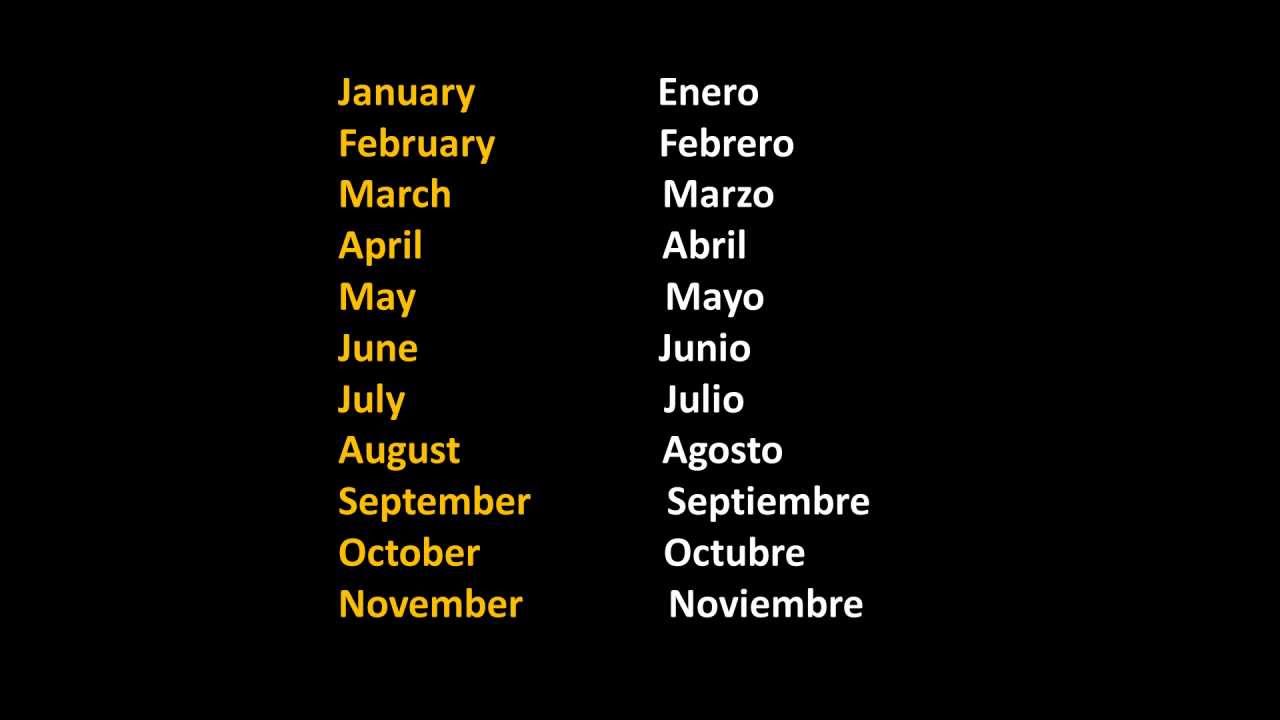 January Enero
February Febrero
March Marzo
April Abril
May Mayo
June Junio
July Julio
August Agosto
September Septiembre
October Octubre
November Noviembre